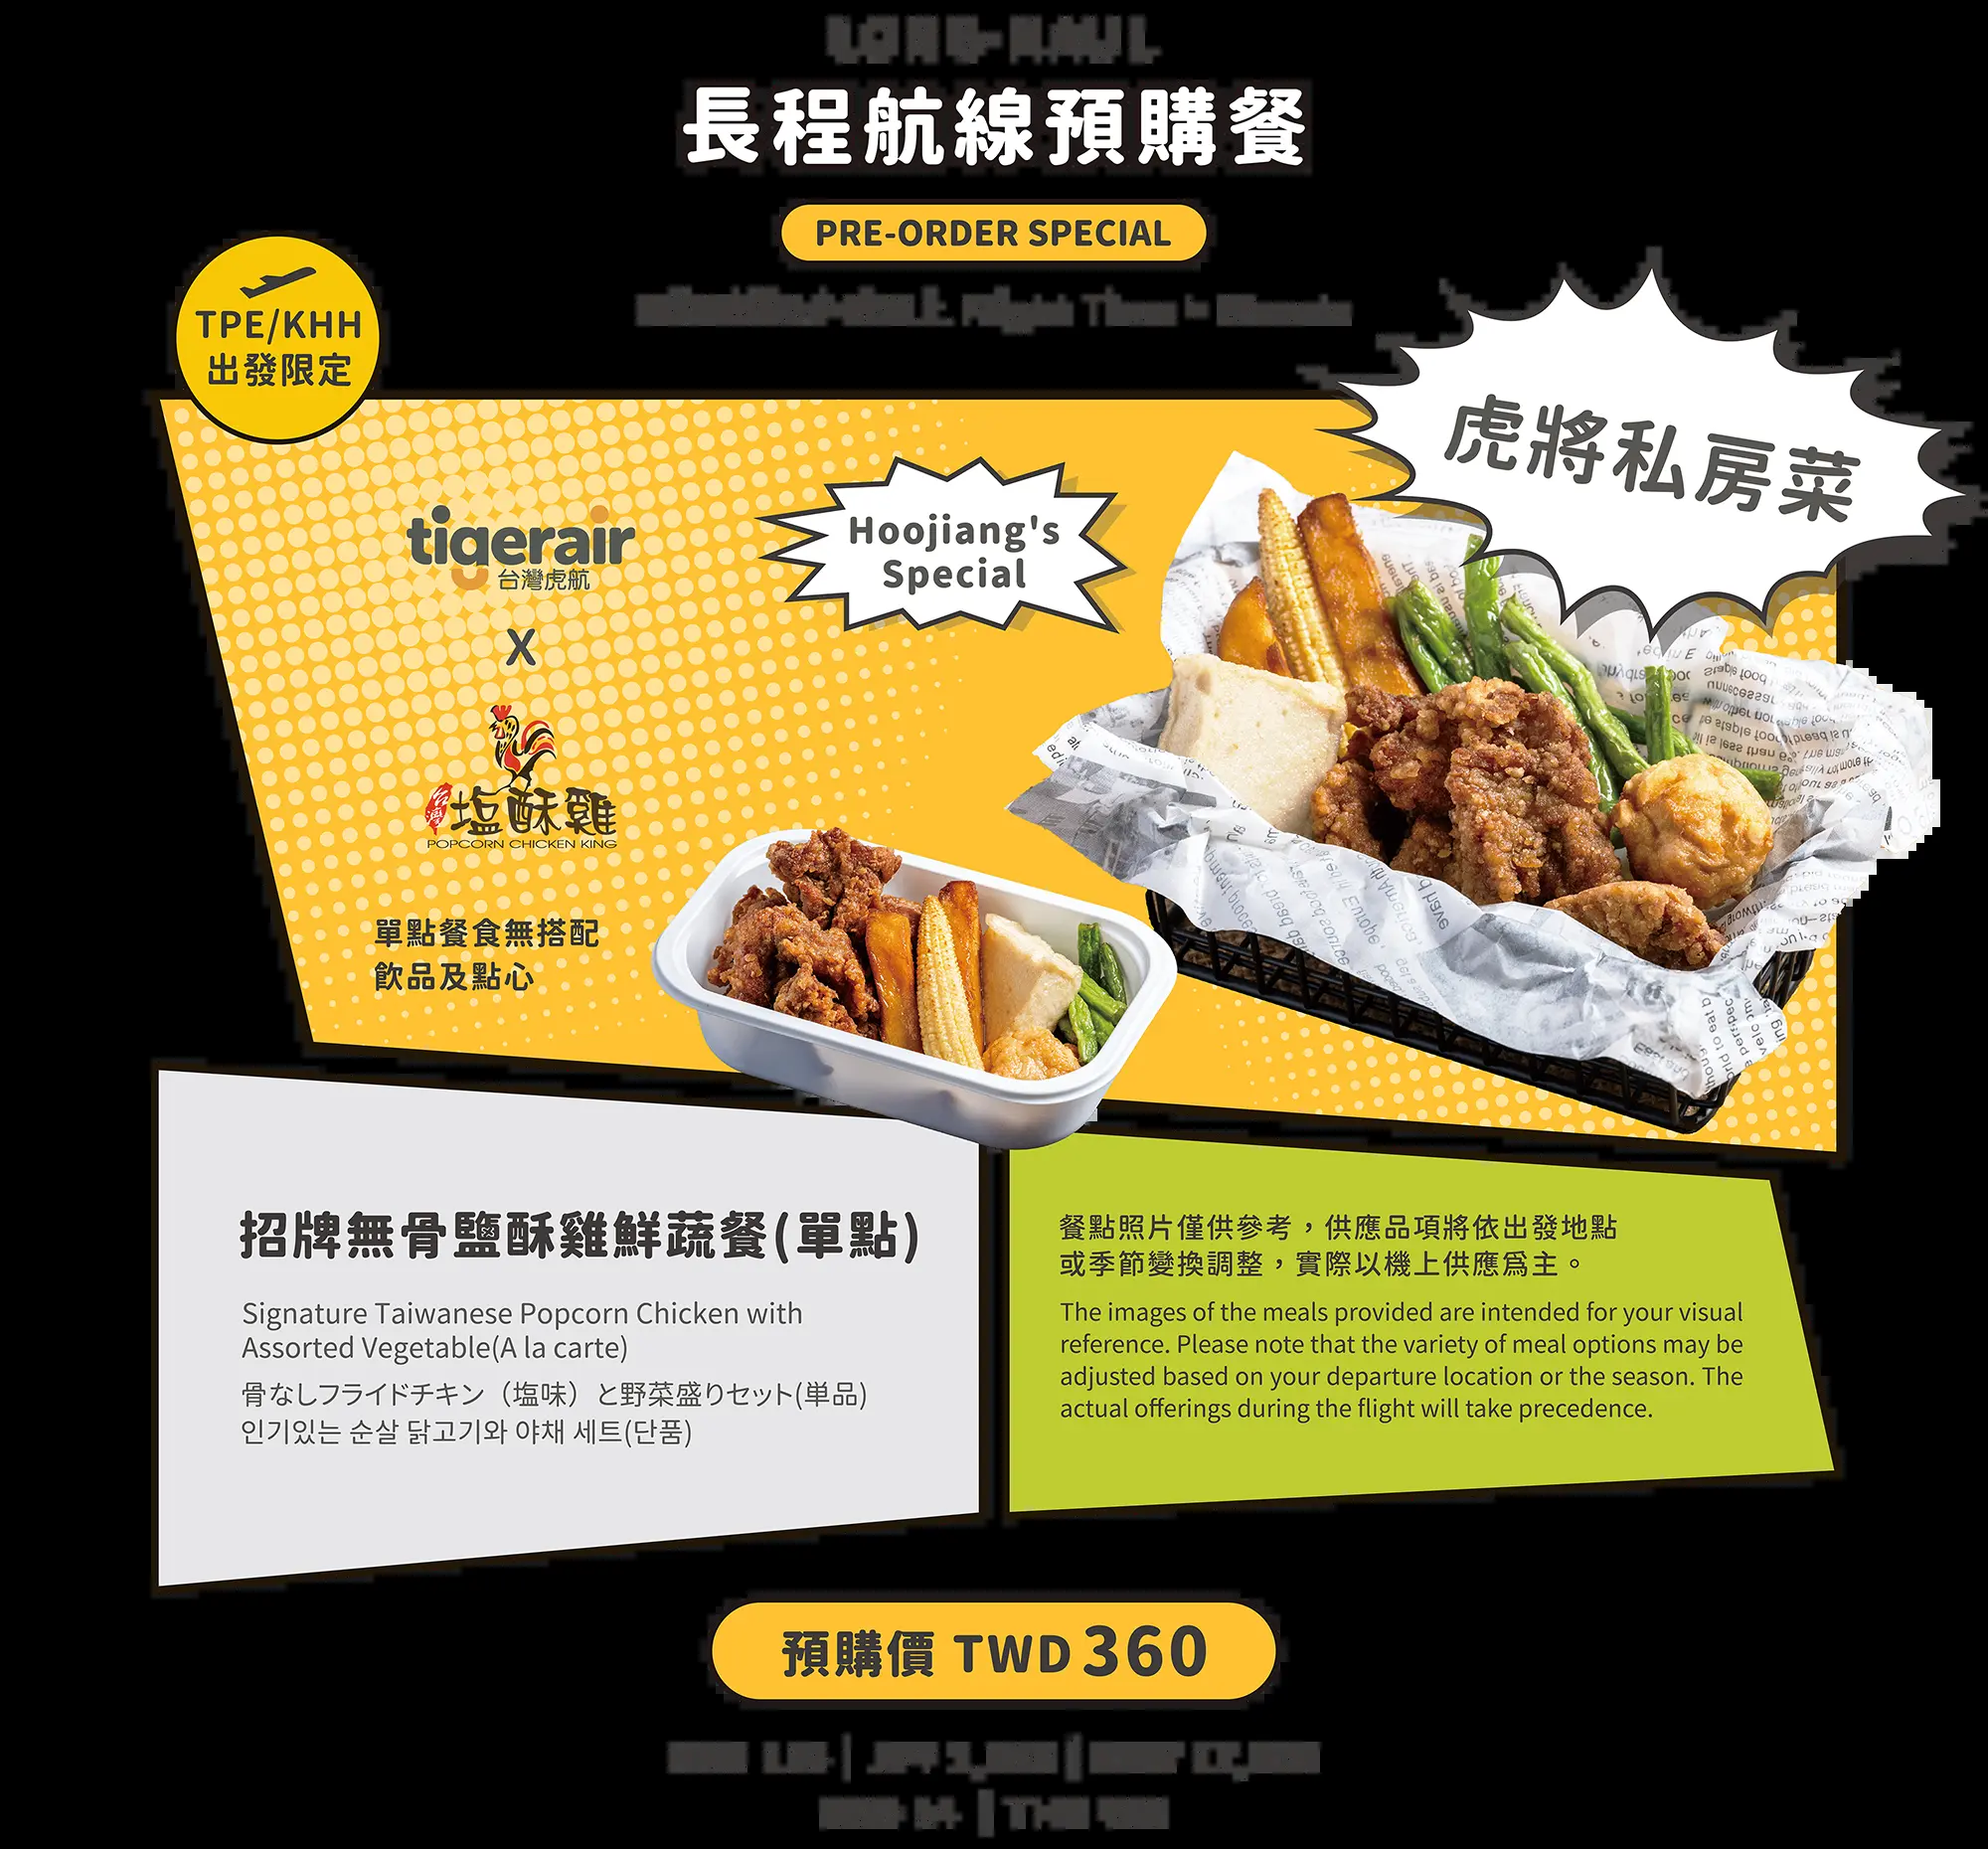 長程航線預購餐
PRE-ORDER SPECIAL
TPE/KHH
出發限定
虎將私房菜
Hoojiang's
Special
tigerair
台灣虎航
X
台灣
塩酥雞
POPCORN CHICKEN KING
單點餐食無搭配
飲品及點心
招牌無骨鹽酥雞鮮蔬餐(單點)
Signature Taiwanese Popcorn Chicken with
Assorted Vegetable(A la carte)
骨なしフライドチキン（塩味）と野菜盛りセット(単品)
인기있는 순살 닭고기와 야채 세트(단품)
餐點照片僅供參考，供應品項將依出發地點
或季節變換調整，實際以機上供應為主。
The images of the meals provided are intended for your visual
reference. Please note that the variety of meal options may be
adjusted based on your departure location or the season. The
actual offerings during the flight will take precedence.
預購價 TWD 360